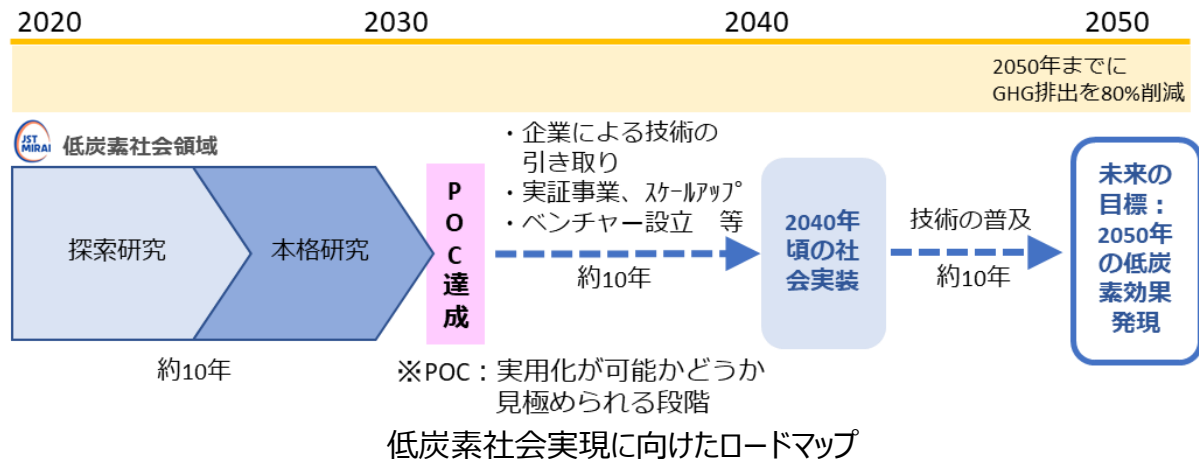 2020
2030
2040
2050
2050年までに
GHG排出を80%削減
JST
MIRAI
低炭素社会領域
探索研究
本格研究
約10年
POC達成
・企業による技術の
引き取り
・実証事業、ｽｹｰﾙｱｯﾌﾟ
・ベンチャー設立　等
約10年
2040年
頃の社
会実装
技術の普及
約10年
未来の
目標：
2050年
の低炭
素効果
発現
※POC：実用化が可能かどうか
見極められる段階
低炭素社会実現に向けたロードマップ